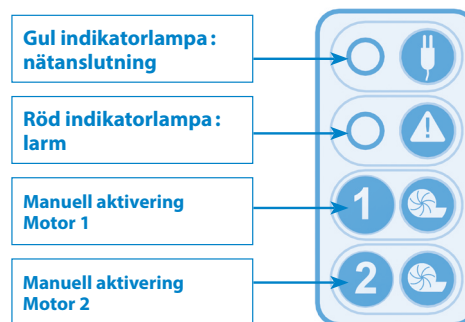 Gul indikatorlampa :
nätanslutning
Röd indikatorlampa :
larm
Manuell aktivering
Motor 1
1
Manuell aktivering
Motor 2
2